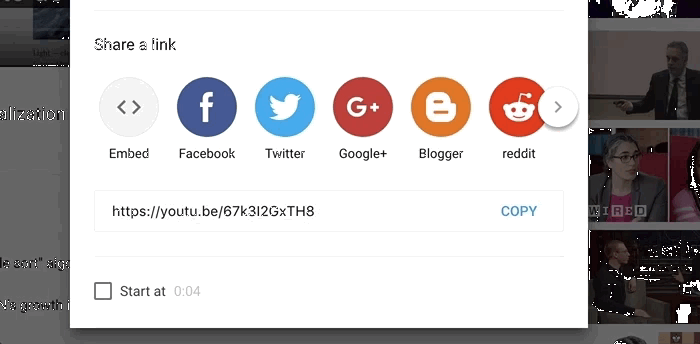 Share a link
Embed
Facebook
Twitter
Google+
Blogger
reddit
https://youtu.be/67k3I2GxTH8
COPY
Start at 0:04
alization
's growth i
WIRED